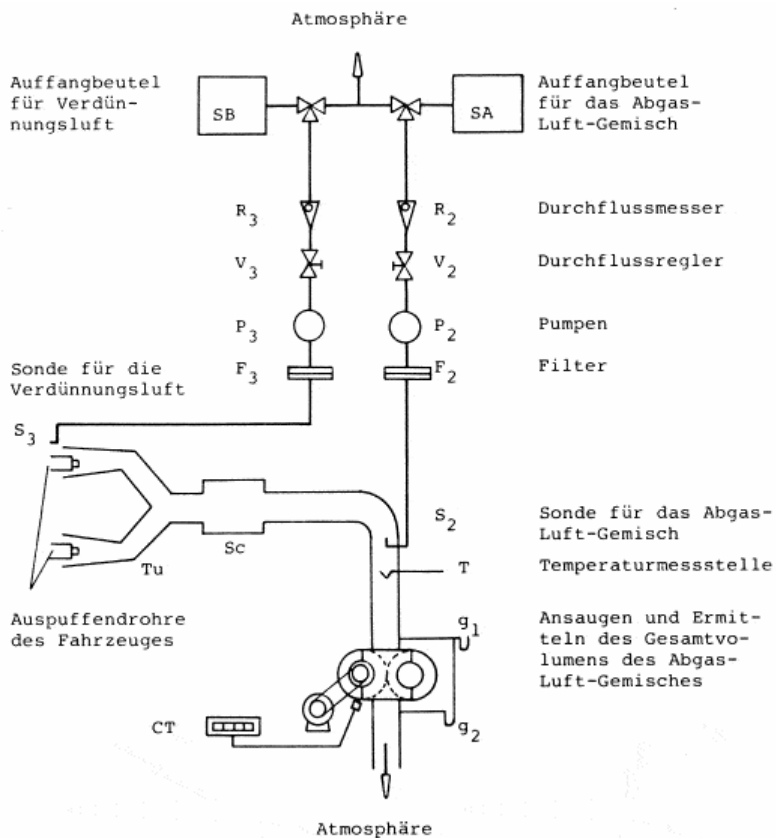 Atmosphäre
Auffangbeutel
für Verdün-
nungsluft
SB
SA
Auffangbeutel
für das Abgas-
Luft-Gemisch
R3
R2
Durchflussmesser
V3
V2
Durchflussregler
P3
P2
Pumpen
Sonde für die
Verdünnungsluft
F3
F2
Filter
S3
S2
Sonde für das Abgas-
Luft-Gemisch
Sc
Tu
T
Temperaturmessstelle
Auspuffendrohre
des Fahrzeuges
g1
Ansaugen und Ermit-
teln des Gesamtvo-
lumens des Abgas-
Luft-Gemisches
CT
g2
Atmosphäre